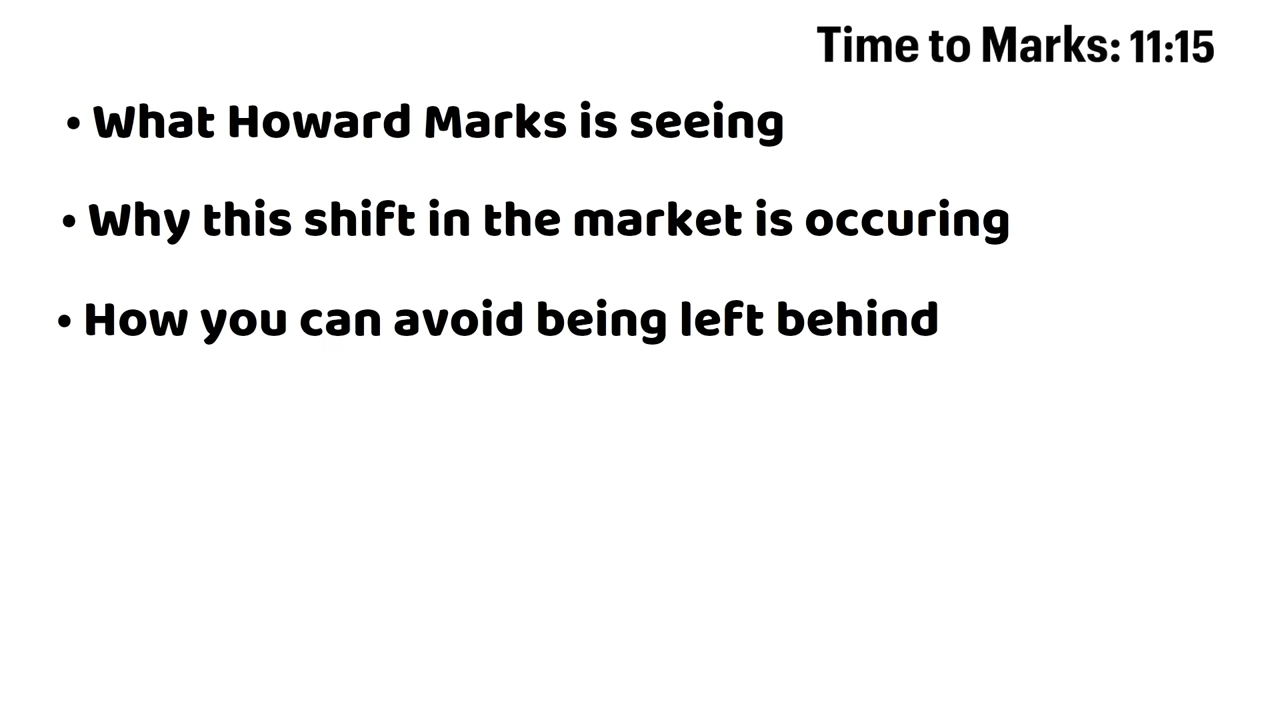 Time to Marks: 11:15
• What Howard Marks is seeing
• Why this shift in the market is occuring
• How you can avoid being left behind